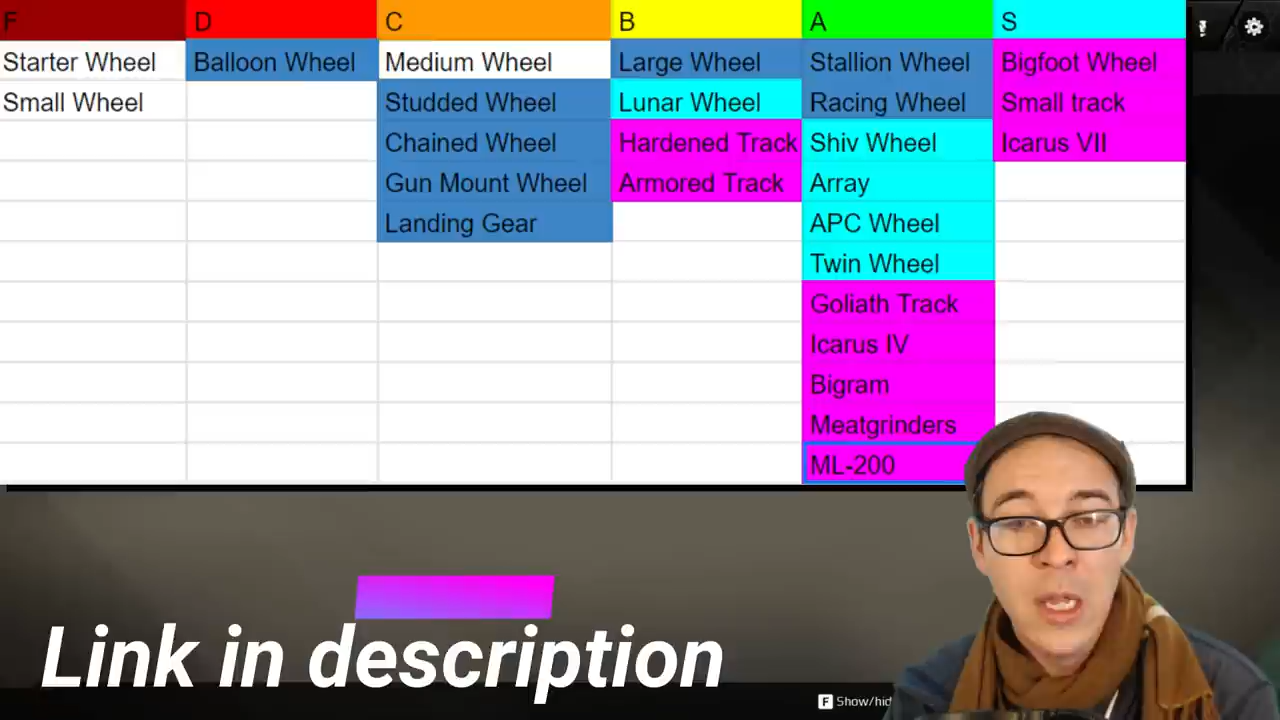 F D C B A S
Starter Wheel Balloon Wheel Medium Wheel Large Wheel Stallion Wheel Bigfoot Wheel
Small Wheel Studded Wheel Lunar Wheel Racing Wheel Small track
Chained Wheel Hardened Track Shiv Wheel Icarus VII
Gun Mount Wheel Armored Track Array
Landing Gear APC Wheel
Twin Wheel
Goliath Track
Icarus IV
Bigram
Meatgrinders
ML-200
Link in description
F Show/hid